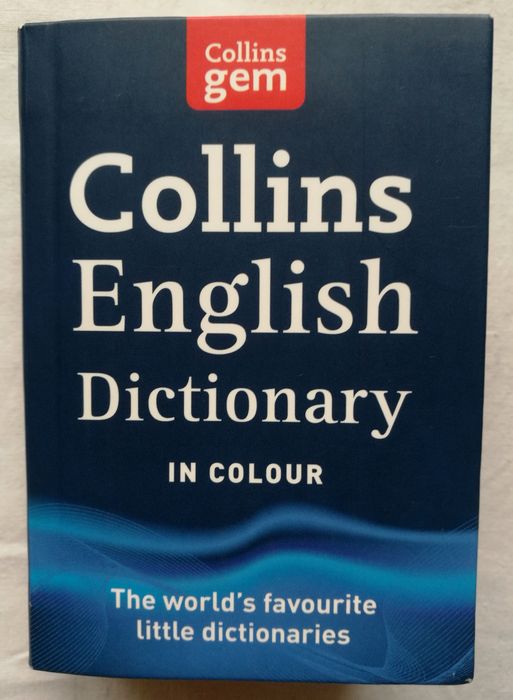 Collins
gem
Collins
English
Dictionary
IN COLOUR
The world's favourite
little dictionaries